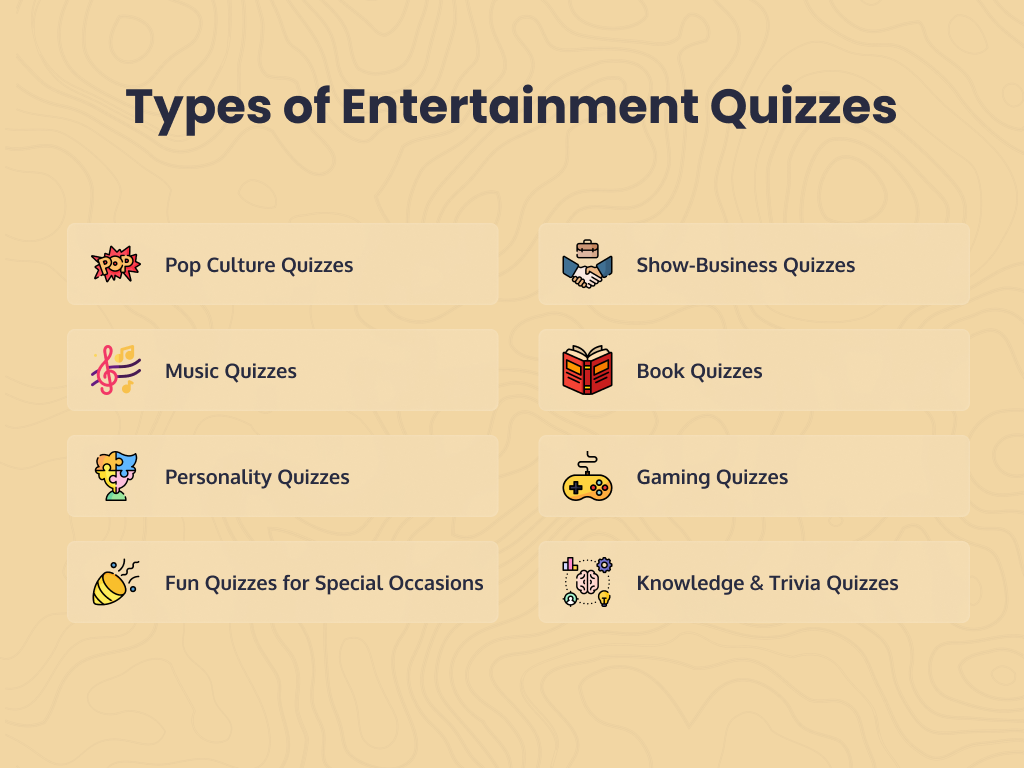 Types of Entertainment Quizzes
POP
Pop Culture Quizzes
Show-Business Quizzes
Music Quizzes
Book Quizzes
Personality Quizzes
Gaming Quizzes
Fun Quizzes for Special Occasions
Knowledge & Trivia Quizzes